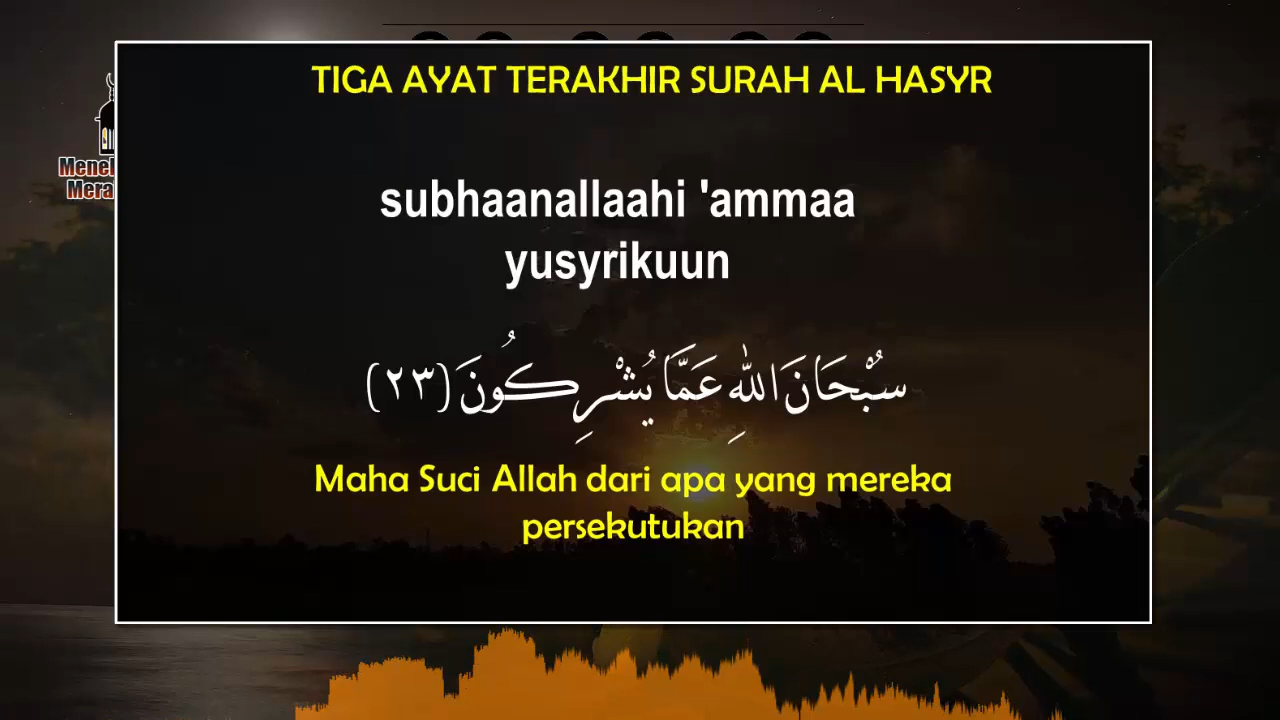 TIGA AYAT TERAKHIR SURAH AL HASYR
subhaanallaahi 'ammaa
yusyrikuun
سُبْحَانَ اللّٰهِ عَمَّا يُشْرِكُونَ (٢٣)
Maha Suci Allah dari apa yang mereka
persekutukan